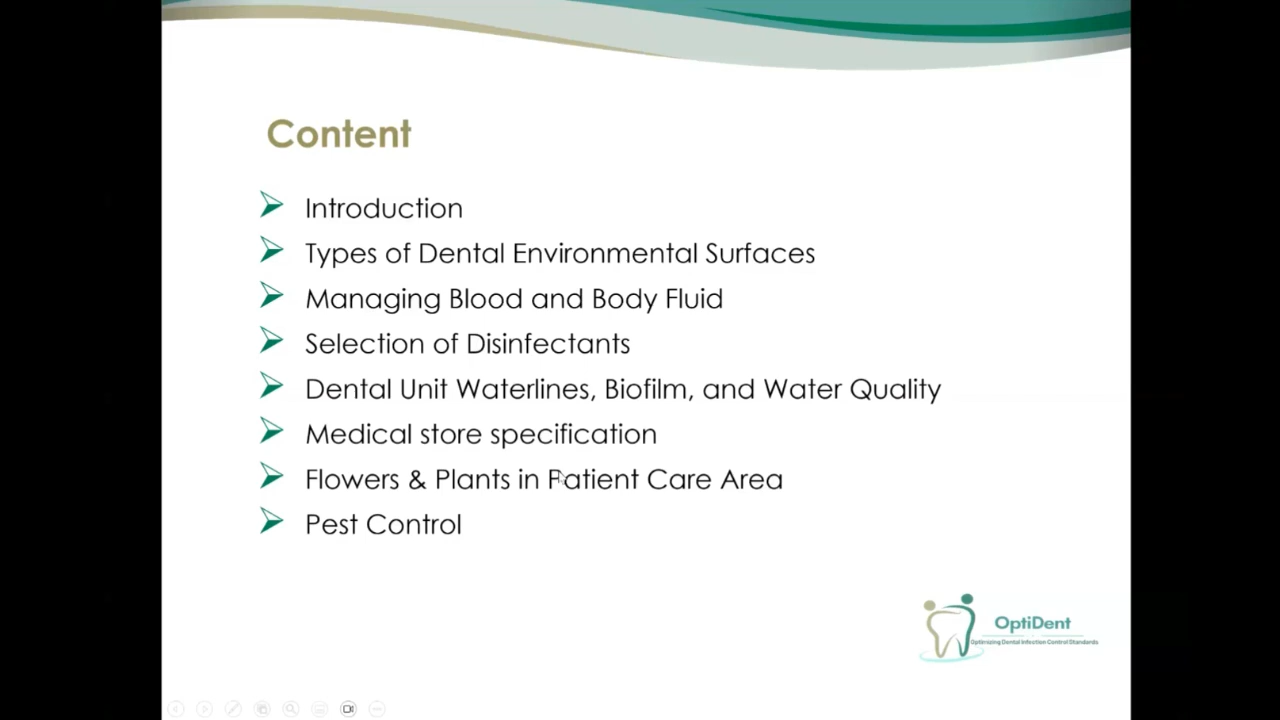 Content
Introduction
Types of Dental Environmental Surfaces
Managing Blood and Body Fluid
Selection of Disinfectants
Dental Unit Waterlines, Biofilm, and Water Quality
Medical store specification
Flowers & Plants in Patient Care Area
Pest Control
OptiDent
Optimizing Dental Infection Control Standards